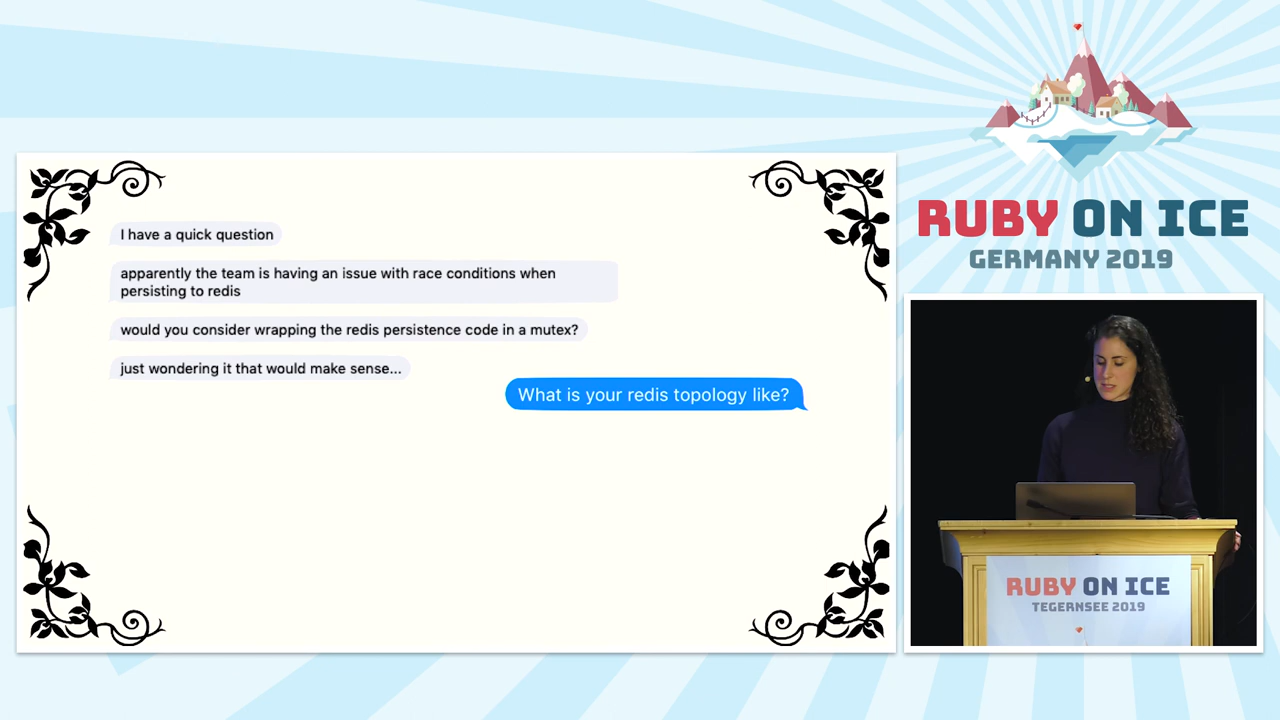 I have a quick question
apparently the team is having an issue with race conditions when
persisting to redis
would you consider wrapping the redis persistence code in a mutex?
just wondering it that would make sense...
What is your redis topology like?
RUBY ON ICE
GERMANY 2019
RUBY ON ICE
TEGERNSEE 2019